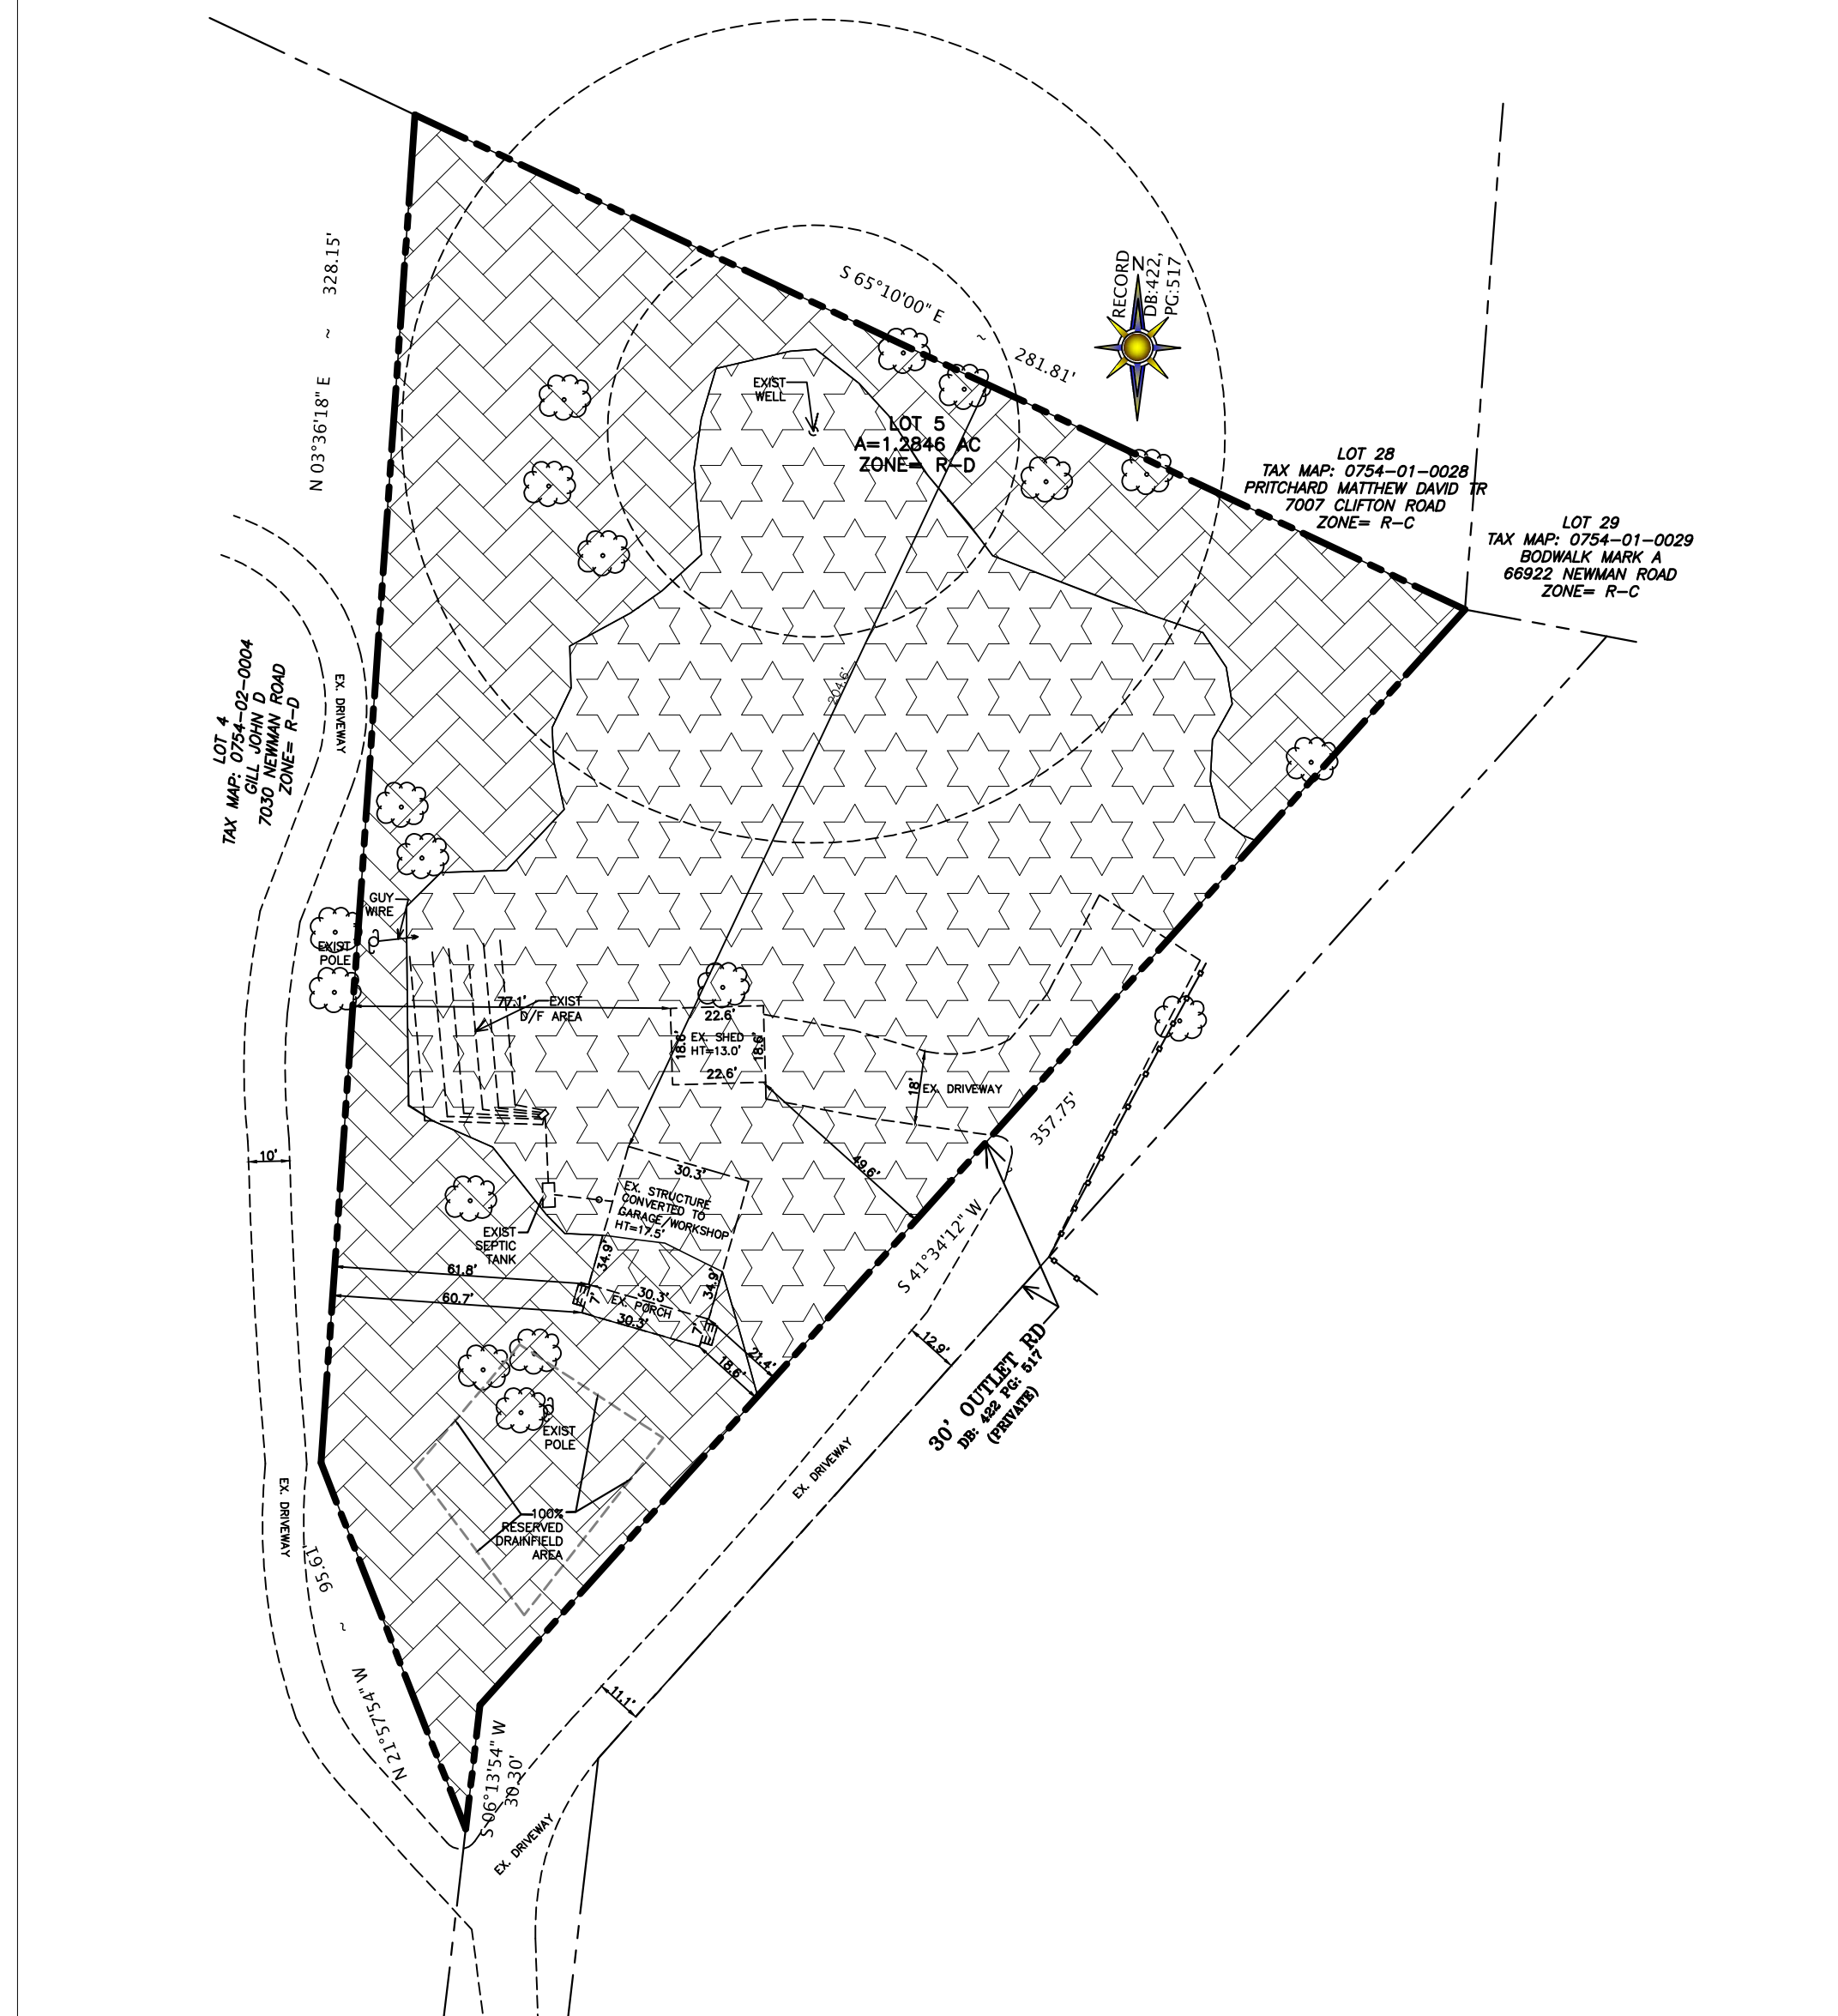 N 03°36'18" E ~ 328.15'
S 65°10'00" E ~ 281.81'
RECORD
N
DB:422,
PG:517
EXIST
WELL
LOT 5
A=1.2846 AC
ZONE= R-D
LOT 28
TAX MAP: 0754-01-0028
PRITCHARD MATTHEW DAVID TR
7007 CLIFTON ROAD
ZONE= R-C
LOT 29
TAX MAP: 0754-01-0029
BODWALK MARK A
66922 NEWMAN ROAD
ZONE= R-C
LOT 4
TAX MAP: 0754-02-0004
GILL JOHN D
7030 NEWMAN ROAD
ZONE= R-D
EX. DRIVEWAY
204.6'
GUY
WIRE
EXIST
POLE
77.1'
EXIST
D/F AREA
22.6'
18.6'
EX. SHED
HT=13.0'
18.6'
22.6'
18'
EX. DRIVEWAY
357.75'
~
S 41°34'12" W
10'
49.6'
30.3'
EX. STRUCTURE
CONVERTED TO
GARAGE/WORKSHOP
HT=17.5'
EXIST
SEPTIC
TANK
34.9'
34.9'
61.8'
60.7'
7'
30.3'
EX. PORCH
30.3'
7'
21.4'
18.6'
12.9'
30' OUTLET RD
DB: 422 PG: 517
(PRIVATE)
EXIST
POLE
EX. DRIVEWAY
100%
RESERVED
DRAINFIELD
AREA
EX. DRIVEWAY
N 21°57'54" W ~ 95.61'
11.1'
S 06°13'54" W
30.30'
EX. DRIVEWAY